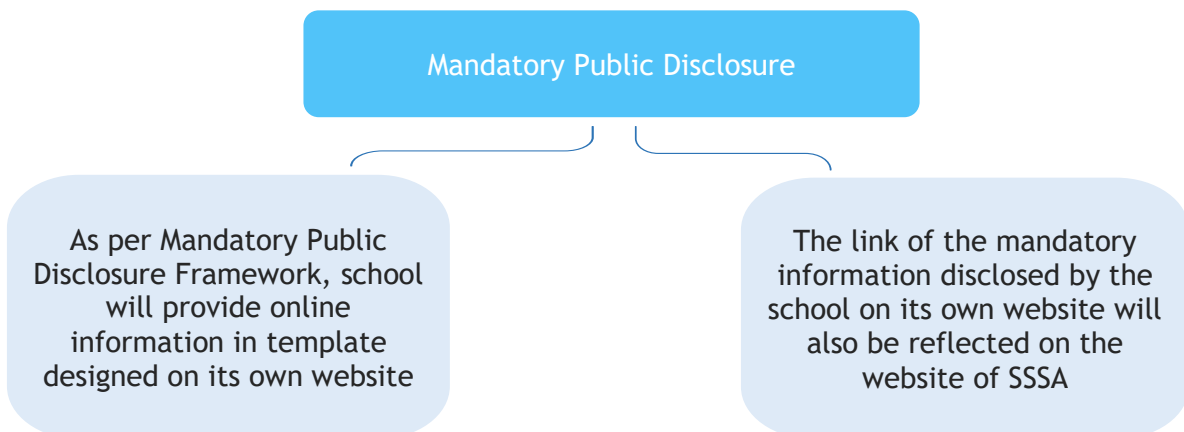 Mandatory Public Disclosure
As per Mandatory Public
Disclosure Framework, school
will provide online
information in template
designed on its own website
The link of the mandatory
information disclosed by the
school on its own website will
also be reflected on the
website of SSSA